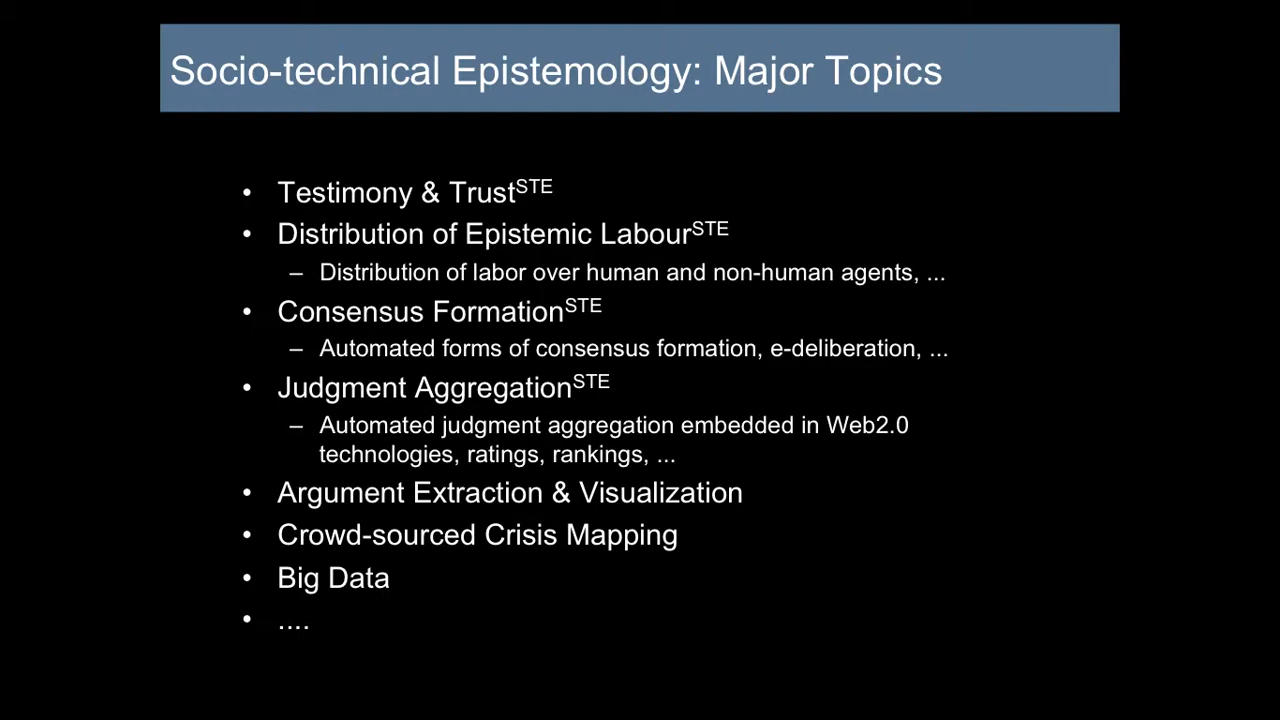 Socio-technical Epistemology: Major Topics
• Testimony & TrustSTE
• Distribution of Epistemic LabourSTE
– Distribution of labor over human and non-human agents, ...
• Consensus FormationSTE
– Automated forms of consensus formation, e-deliberation, ...
• Judgment AggregationSTE
– Automated judgment aggregation embedded in Web2.0
technologies, ratings, rankings, ...
• Argument Extraction & Visualization
• Crowd-sourced Crisis Mapping
• Big Data
• ....